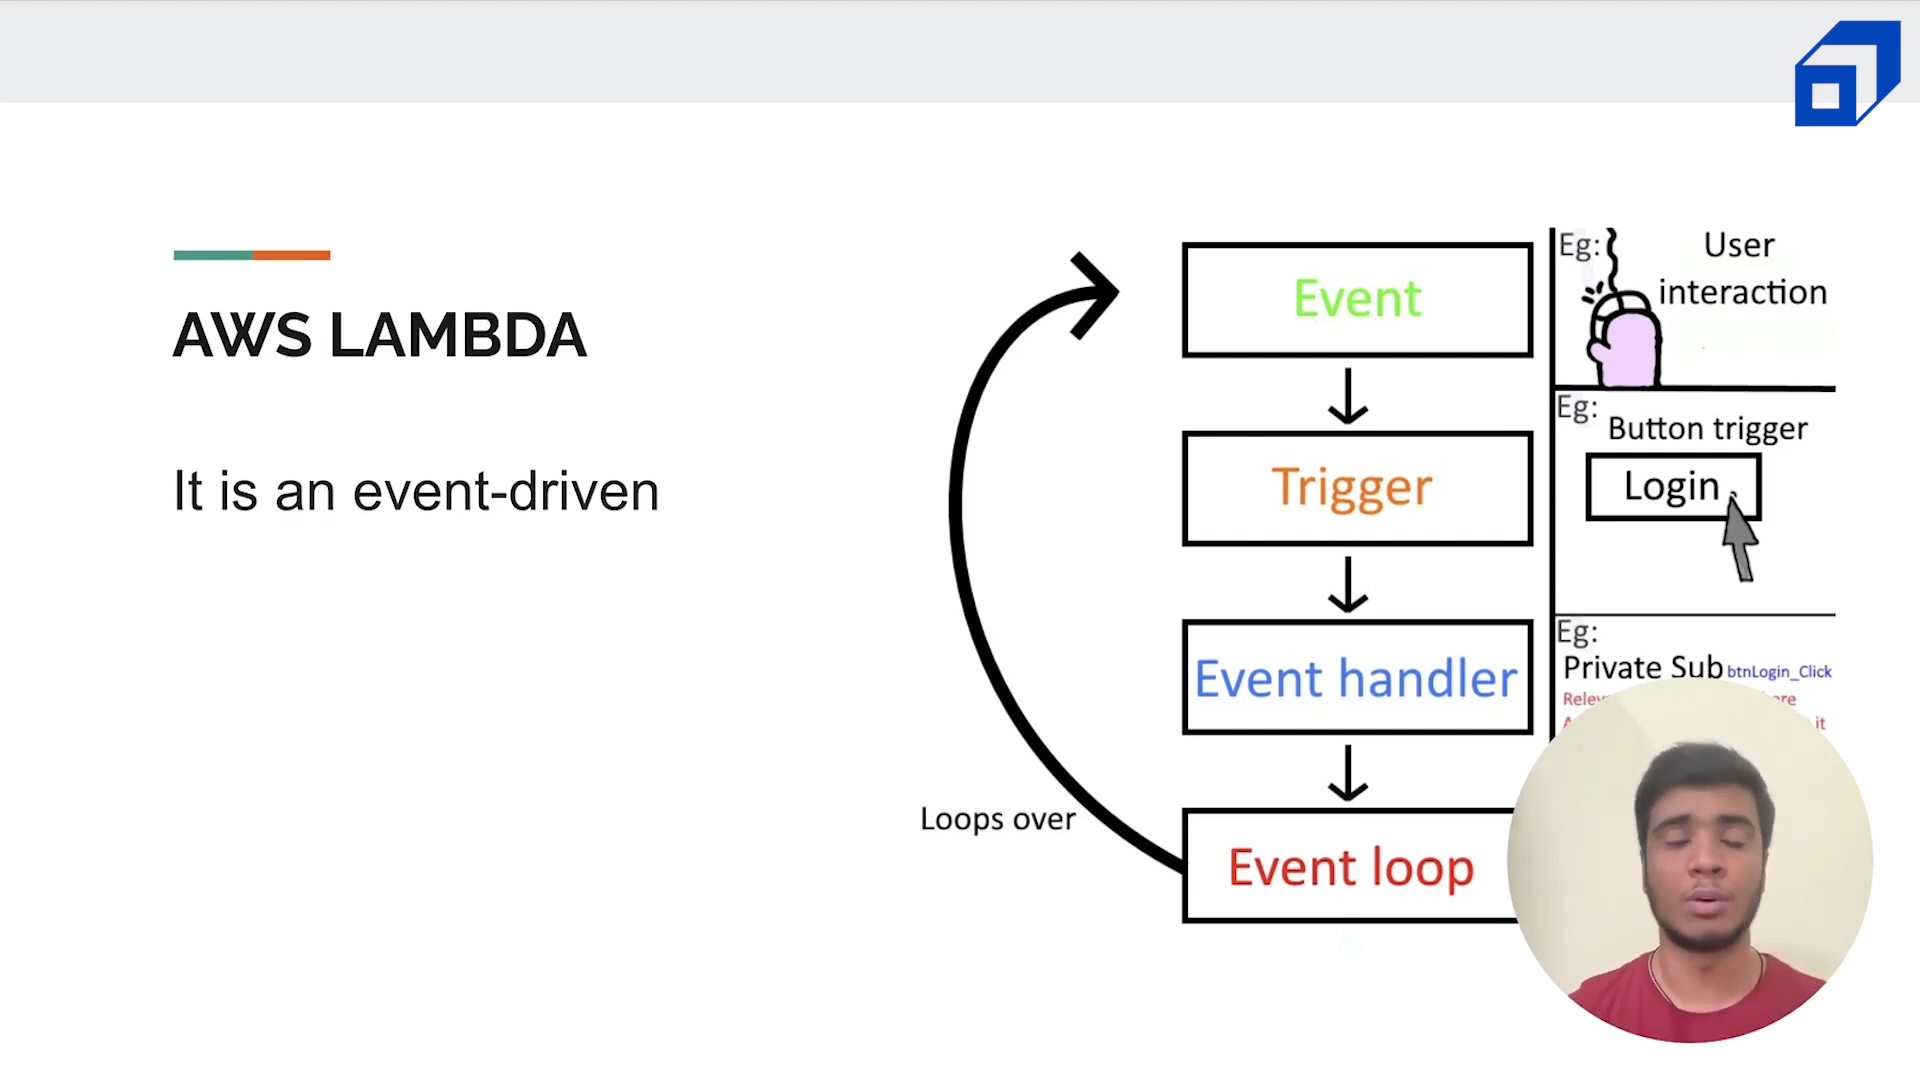 AWS LAMBDA
It is an event-driven
Event
Trigger
Event handler
Event loop
Loops over
Eg:
User
interaction
Eg:
Button trigger
Login
Eg:
Private Sub btnLogin_Click
it